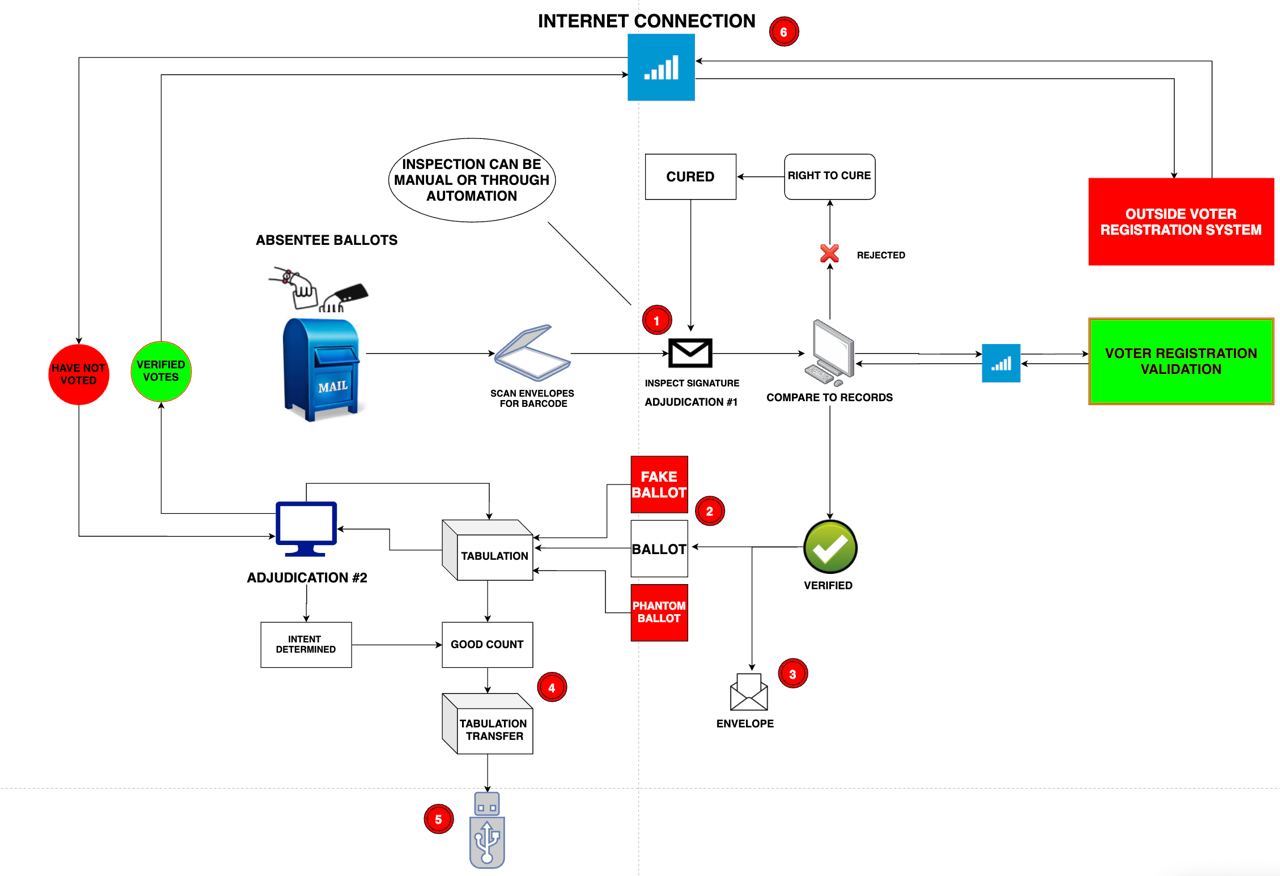 INTERNET CONNECTION
6
INSPECTION CAN BE
MANUAL OR THROUGH
AUTOMATION
CURED
RIGHT TO CURE
OUTSIDE VOTER
REGISTRATION SYSTEM
ABSENTEE BALLOTS
REJECTED
1
HAVE NOT
VOTED
VERIFIED
VOTES
MAIL
SCAN ENVELOPES
FOR BARCODE
INSPECT SIGNATURE
ADJUDICATION #1
COMPARE TO RECORDS
VOTER REGISTRATION
VALIDATION
FAKE
BALLOT
2
BALLOT
PHANTOM
BALLOT
TABULATION
VERIFIED
ADJUDICATION #2
INTENT
DETERMINED
GOOD COUNT
4
3
TABULATION
TRANSFER
ENVELOPE
5